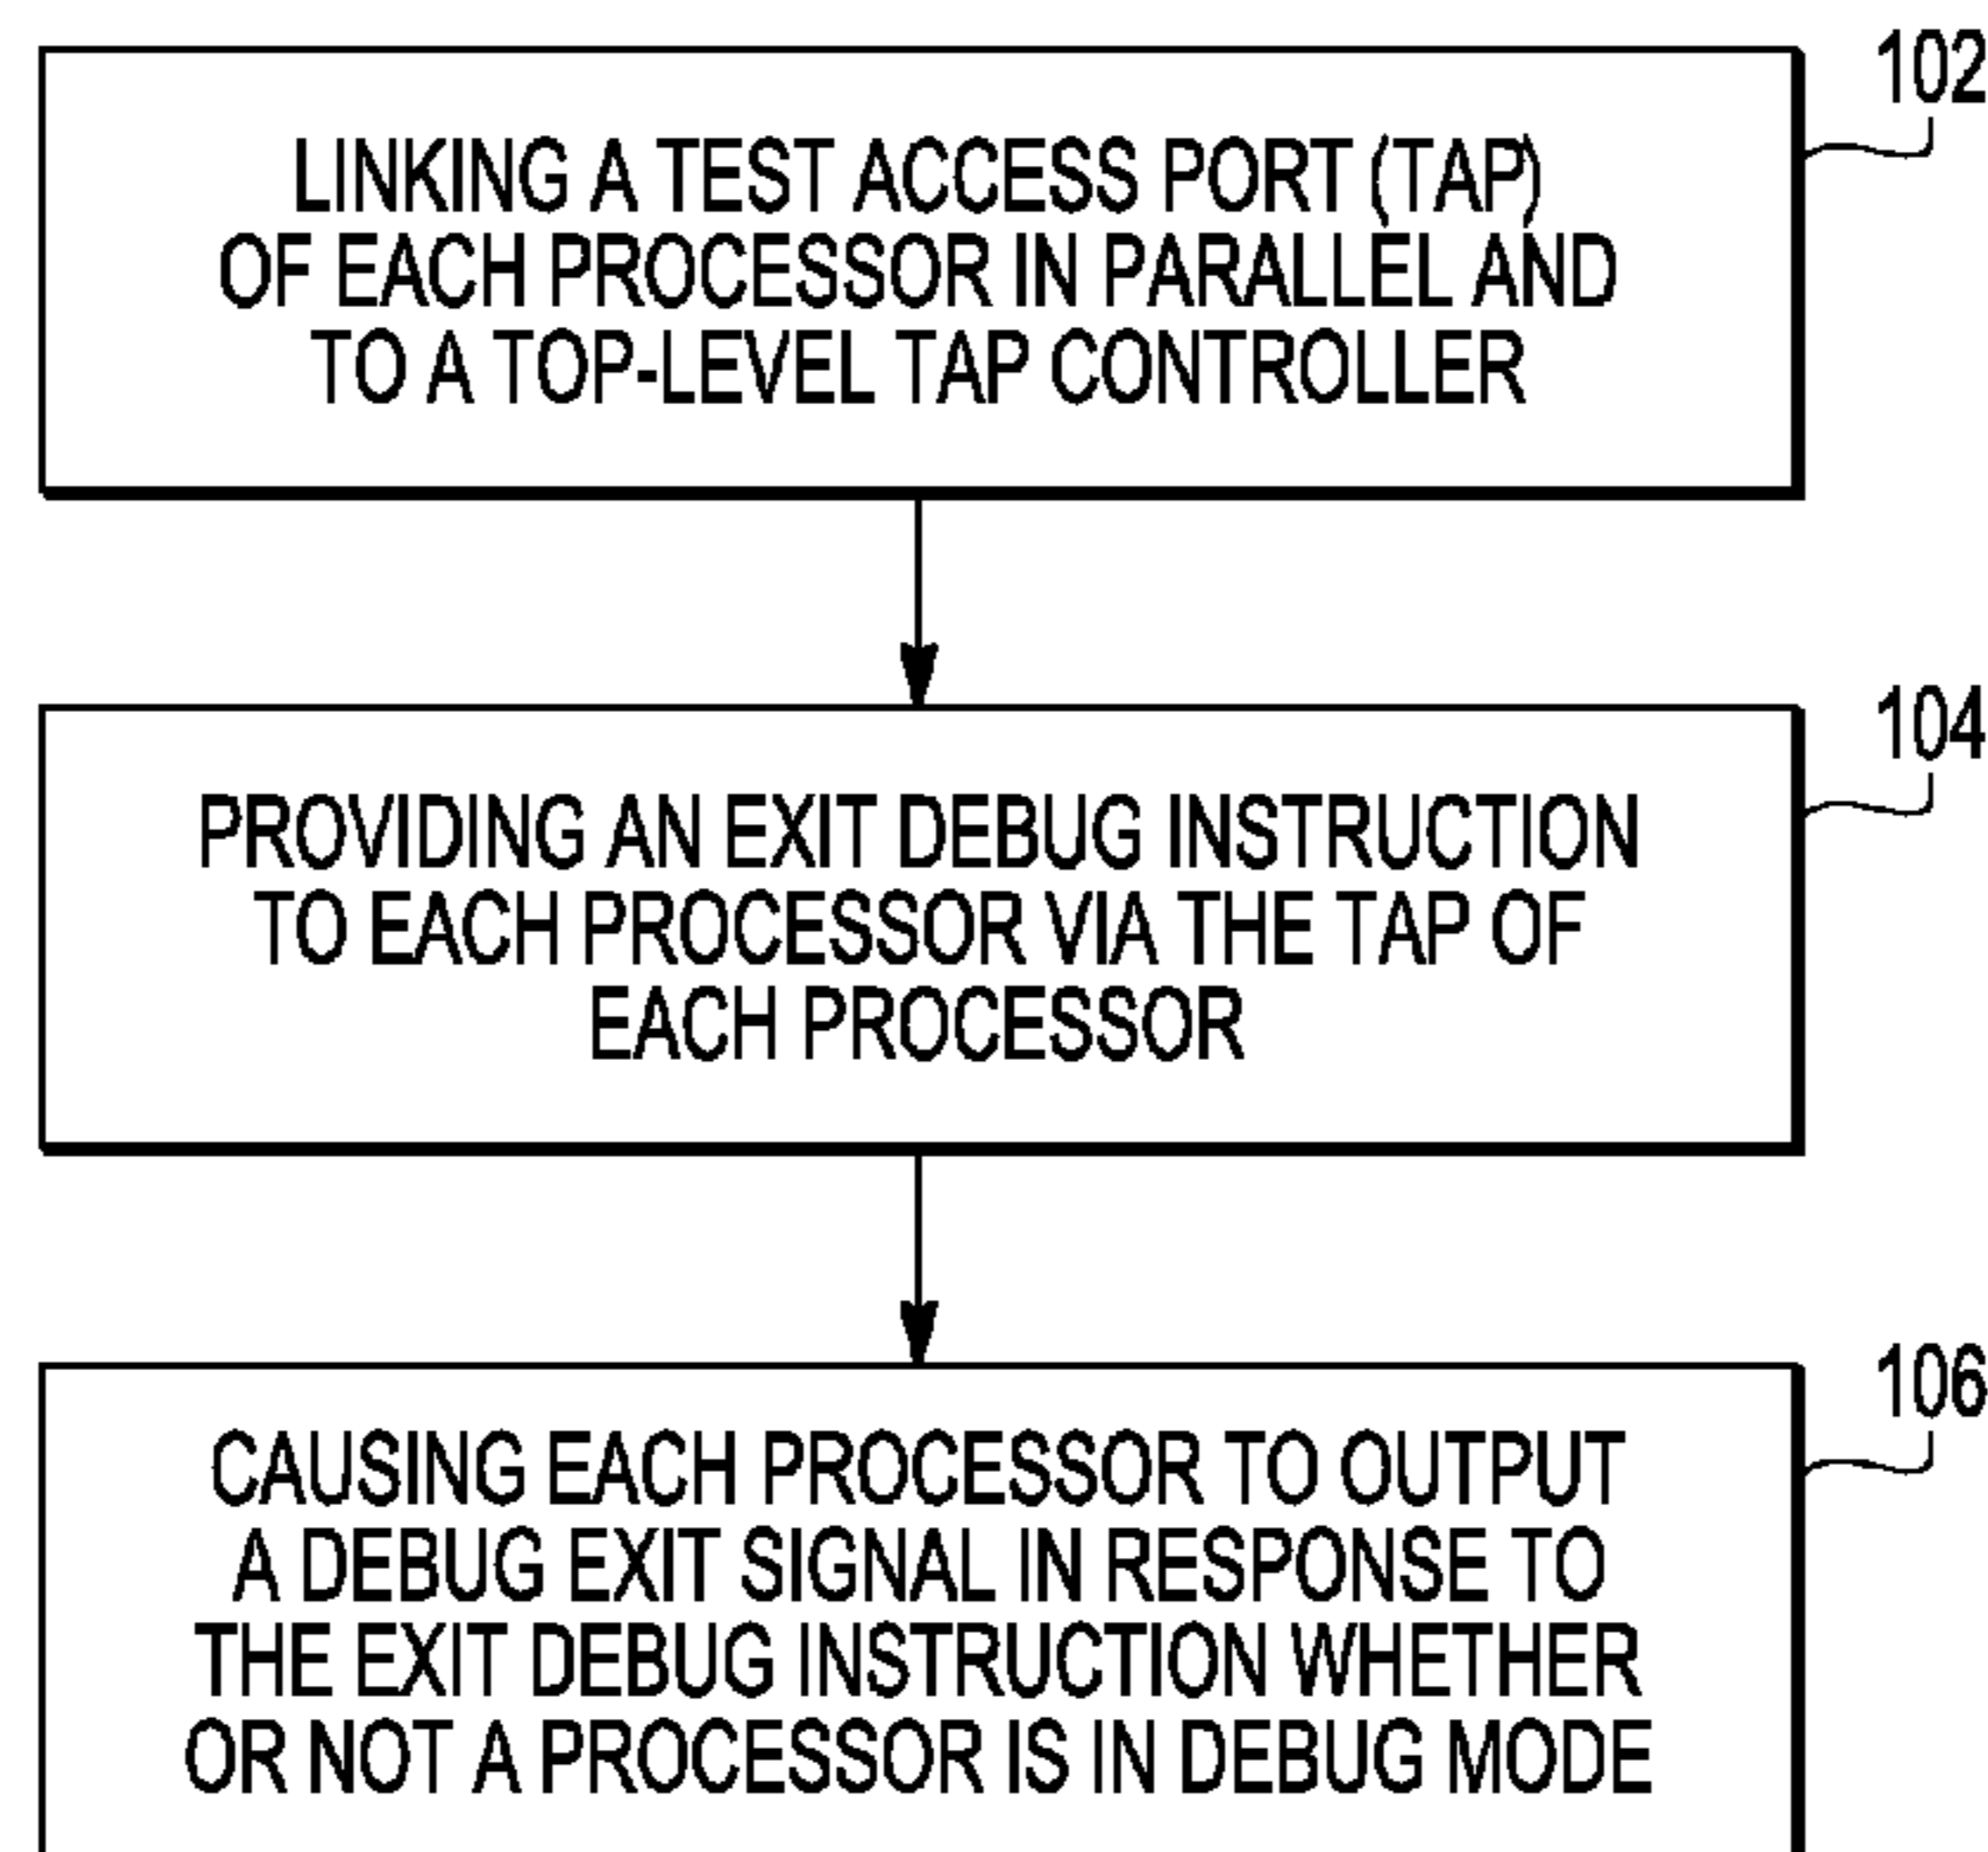 102
LINKING A TEST ACCESS PORT (TAP)
OF EACH PROCESSOR IN PARALLEL AND
TO A TOP-LEVEL TAP CONTROLLER
104
PROVIDING AN EXIT DEBUG INSTRUCTION
TO EACH PROCESSOR VIA THE TAP OF
EACH PROCESSOR
106
CAUSING EACH PROCESSOR TO OUTPUT
A DEBUG EXIT SIGNAL IN RESPONSE TO
THE EXIT DEBUG INSTRUCTION WHETHER
OR NOT A PROCESSOR IS IN DEBUG MODE